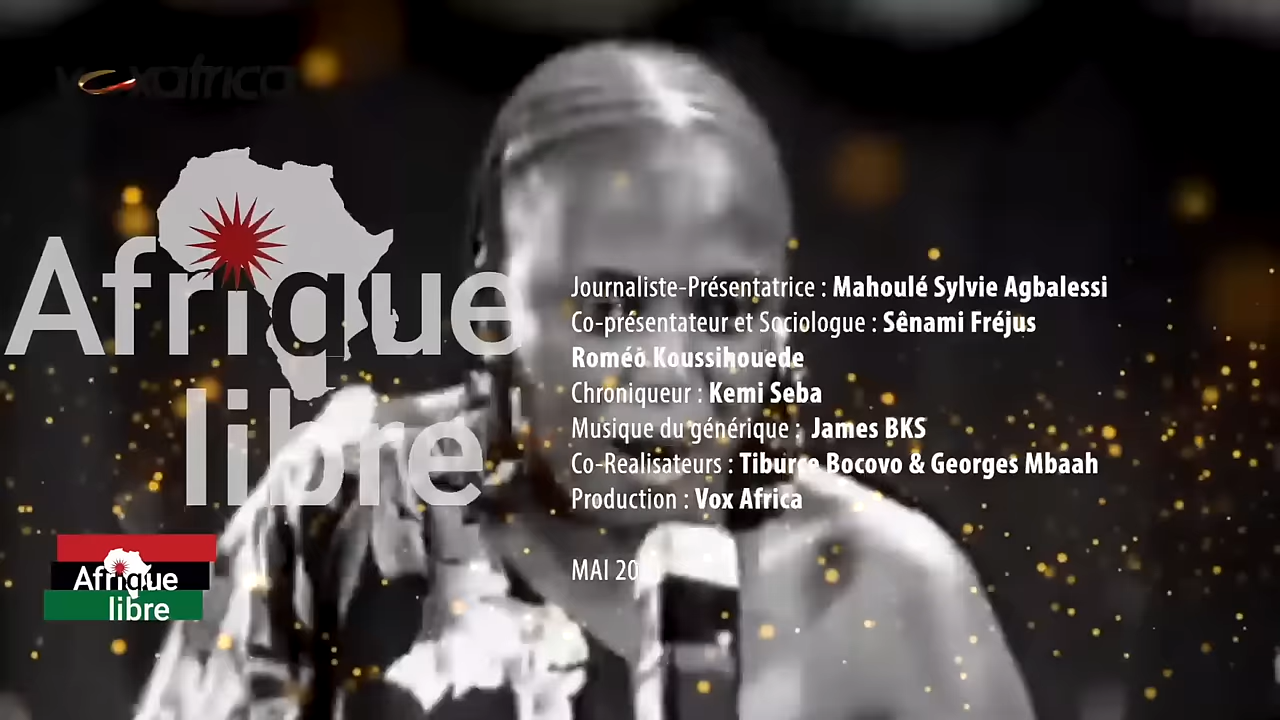 voxafrica
Afrique
libre
Journaliste-Présentatrice : Mahoulé Sylvie Agbalessi
Co-présentateur et Sociologue : Sênami Fréjus
Roméo Koussihouede
Chroniqueur : Kemi Seba
Musique du générique : James BKS
Co-Realisateurs : Tiburce Bocovo & Georges Mbaah
Production : Vox Africa
MAI 20
Afrique
libre